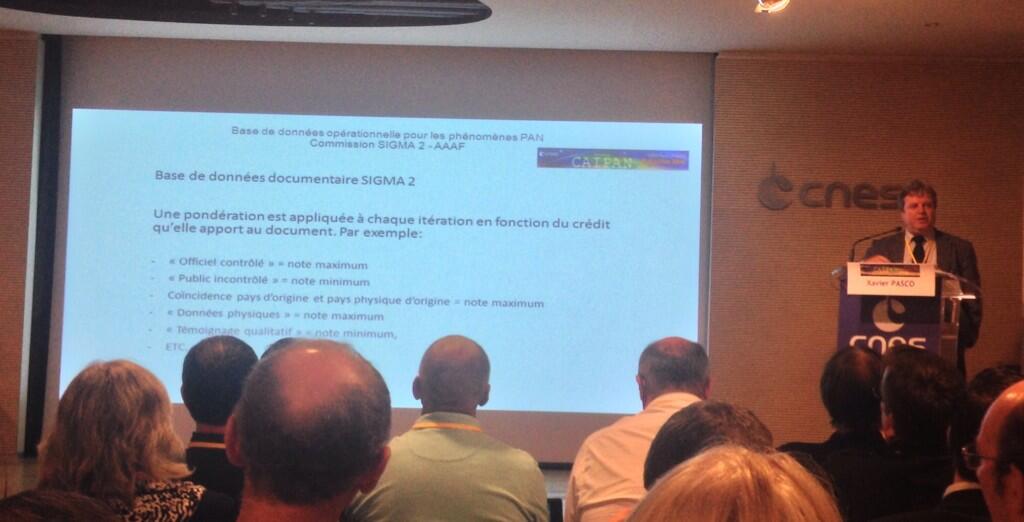 Base de données opérationnelle pour les phénomènes PAN
Commission SIGMA 2 - AAAF
CAIPAN
Base de données documentaire SIGMA 2
Une pondération est appliquée à chaque itération en fonction du crédit
qu'elle apport au document. Par exemple:
- « Officiel contrôlé » = note maximum
- « Public incontrôlé » = note minimum
- Coïncidence pays d'origine et pays physique d'origine = note maximum
- « Données physiques » = note maximum
- « Témoignage qualitatif » = note minimum,
- ETC
cnes
Xavier PASCO
cnes